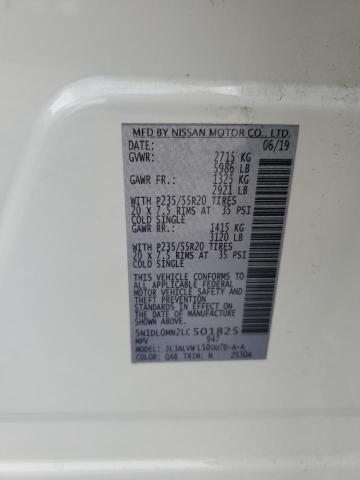 MFD BY NISSAN MOTOR CO., LTD.
DATE: 06/19
GVWR: 2715 KG
5986 LB
GAWR FR.: 1325 KG
2921 LB
WITH P235/55R20 TIRES
20 X 7.5 RIMS AT 35 PSI
COLD SINGLE
GAWR RR.: 1415 KG
3120 LB
WITH P235/55R20 TIRES
20 X 7.5 RIMS AT 35 PSI
COLD SINGLE
THIS VEHICLE CONFORMS
TO ALL APPLICABLE FEDERAL
MOTOR VEHICLE SAFETY
STANDARDS IN EFFECT ON
THE DATE OF MANUFACTURE
SHOWN ABOVE
5N1DL0MN2LC501825
MPV
COLOR: QAB TRIM: W